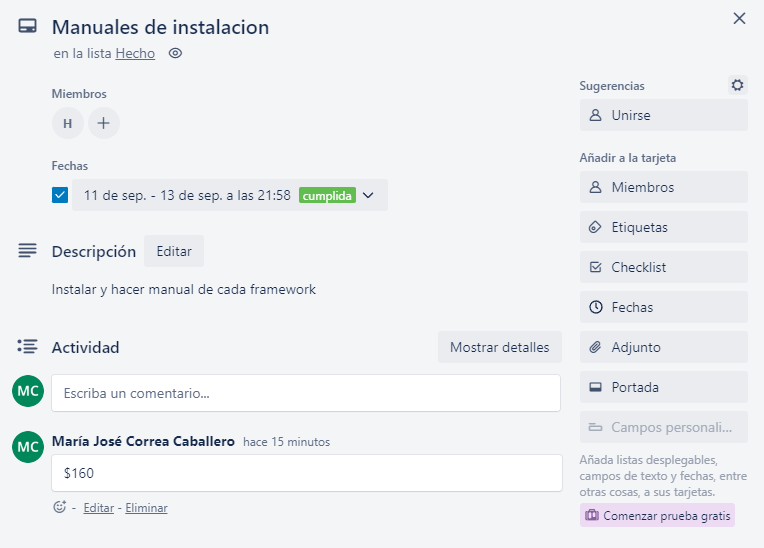 Manuales de instalacion
en la lista Hecho
Miembros
H
Fechas
11 de sep. - 13 de sep. a las 21:58 cumplida
Descripción Editar
Instalar y hacer manual de cada framework
Actividad Mostrar detalles
MC Escriba un comentario...
MC María José Correa Caballero hace 15 minutos
$160
- Editar - Eliminar
Sugerencias
Unirse
Añadir a la tarjeta
Miembros
Etiquetas
Checklist
Fechas
Adjunto
Portada
Campos personali...
Añada listas desplegables,
campos de texto y fechas, entre
otras cosas, a sus tarjetas.
Comenzar prueba gratis